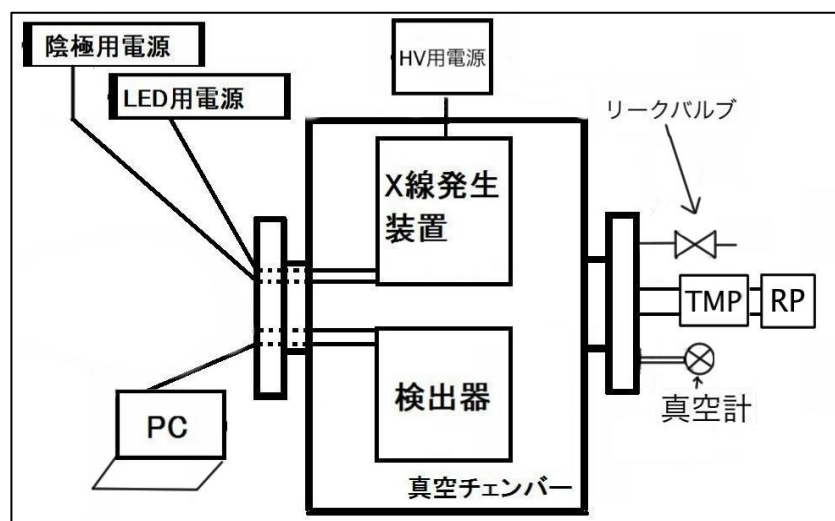 陰極用電源
LED用電源
HV用電源
リークバルブ
X線発生
装置
TMP
RP
検出器
真空計
PC
真空チェンバー